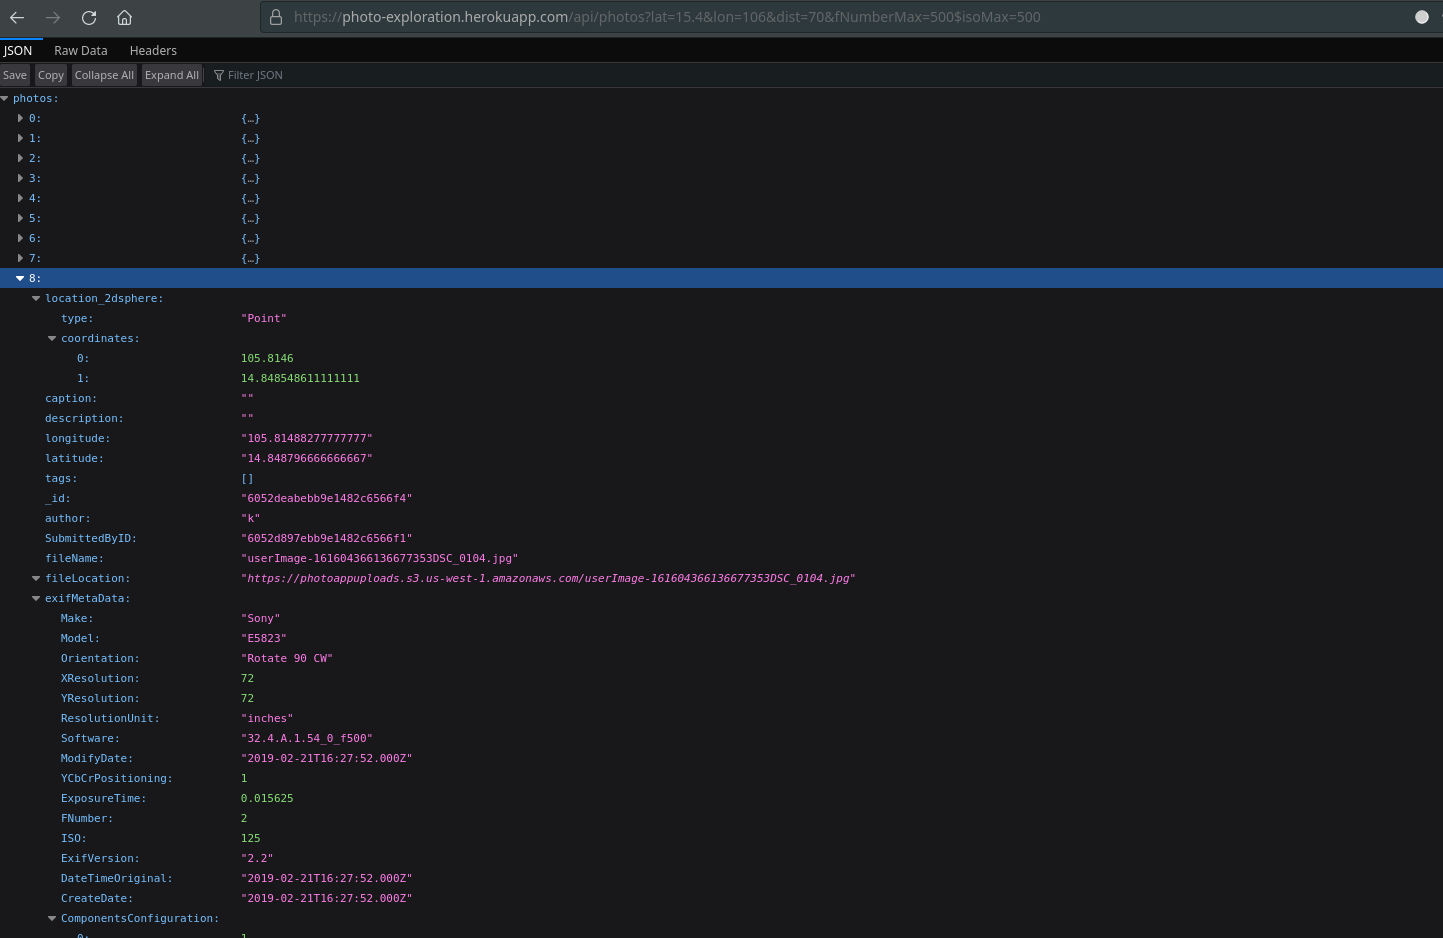 https://photo-exploration.herokuapp.com/api/photos?lat=15.4&lon=106&dist=70&fNumberMax=500$isoMax=500
JSON Raw Data Headers
Save Copy Collapse All Expand All Filter JSON
photos:
0: {…}
1: {…}
2: {…}
3: {…}
4: {…}
5: {…}
6: {…}
7: {…}
8:
location_2dsphere:
type: "Point"
coordinates:
0: 105.8146
1: 14.848548611111111
caption: ""
description: ""
longitude: "105.81488277777777"
latitude: "14.848796666666667"
tags: []
_id: "6052deabebb9e1482c6566f4"
author: "k"
SubmittedByID: "6052d897ebb9e1482c6566f1"
fileName: "userImage-161604366136677353DSC_0104.jpg"
fileLocation: "https://photoappuploads.s3.us-west-1.amazonaws.com/userImage-161604366136677353DSC_0104.jpg"
exifMetaData:
Make: "Sony"
Model: "E5823"
Orientation: "Rotate 90 CW"
XResolution: 72
YResolution: 72
ResolutionUnit: "inches"
Software: "32.4.A.1.54_0_f500"
ModifyDate: "2019-02-21T16:27:52.000Z"
YCbCrPositioning: 1
ExposureTime: 0.015625
FNumber: 2
ISO: 125
ExifVersion: "2.2"
DateTimeOriginal: "2019-02-21T16:27:52.000Z"
CreateDate: "2019-02-21T16:27:52.000Z"
ComponentsConfiguration:
0: 1